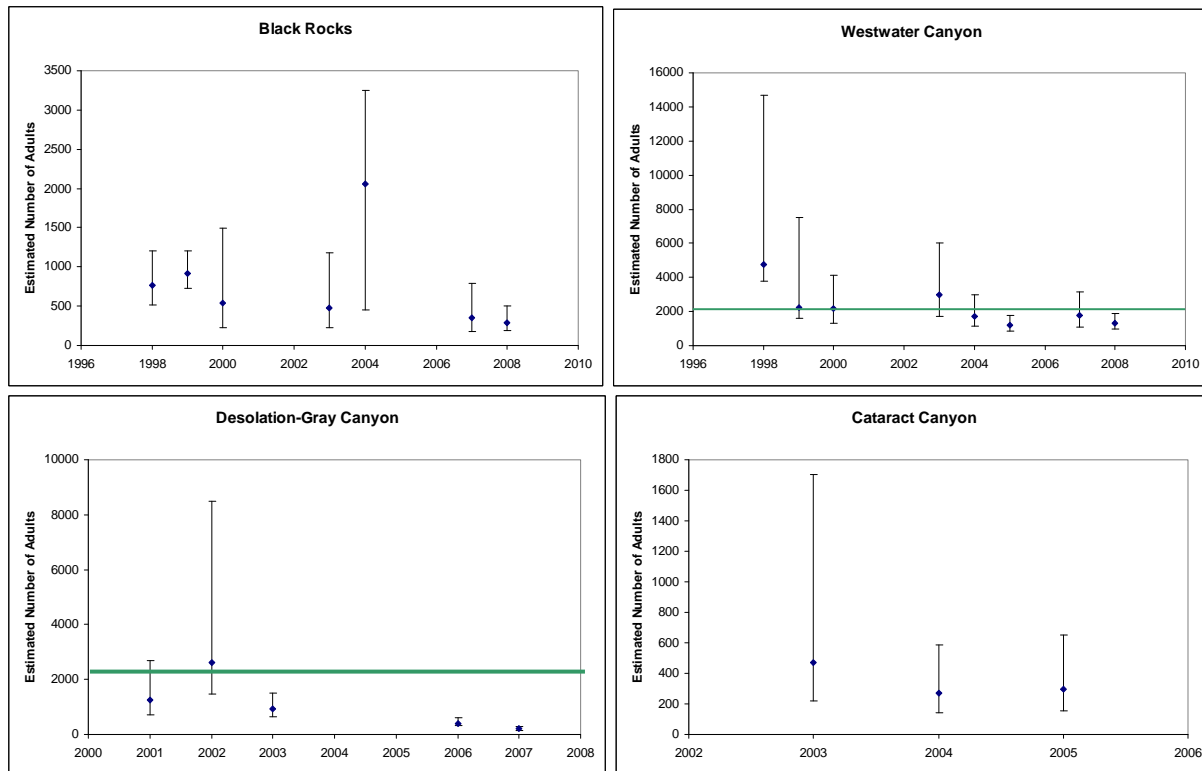 Black Rocks
Estimated Number of Adults
3500
3000
2500
2000
1500
1000
500
0
1996 1998 2000 2002 2004 2006 2008 2010
Westwater Canyon
Estimated Number of Adults
16000
14000
12000
10000
8000
6000
4000
2000
0
1996 1998 2000 2002 2004 2006 2008 2010
Desolation-Gray Canyon
Estimated Number of Adults
10000
8000
6000
4000
2000
0
2000 2001 2002 2003 2004 2005 2006 2007 2008
Cataract Canyon
Estimated Number of Adults
1800
1600
1400
1200
1000
800
600
400
200
0
2002 2003 2004 2005 2006